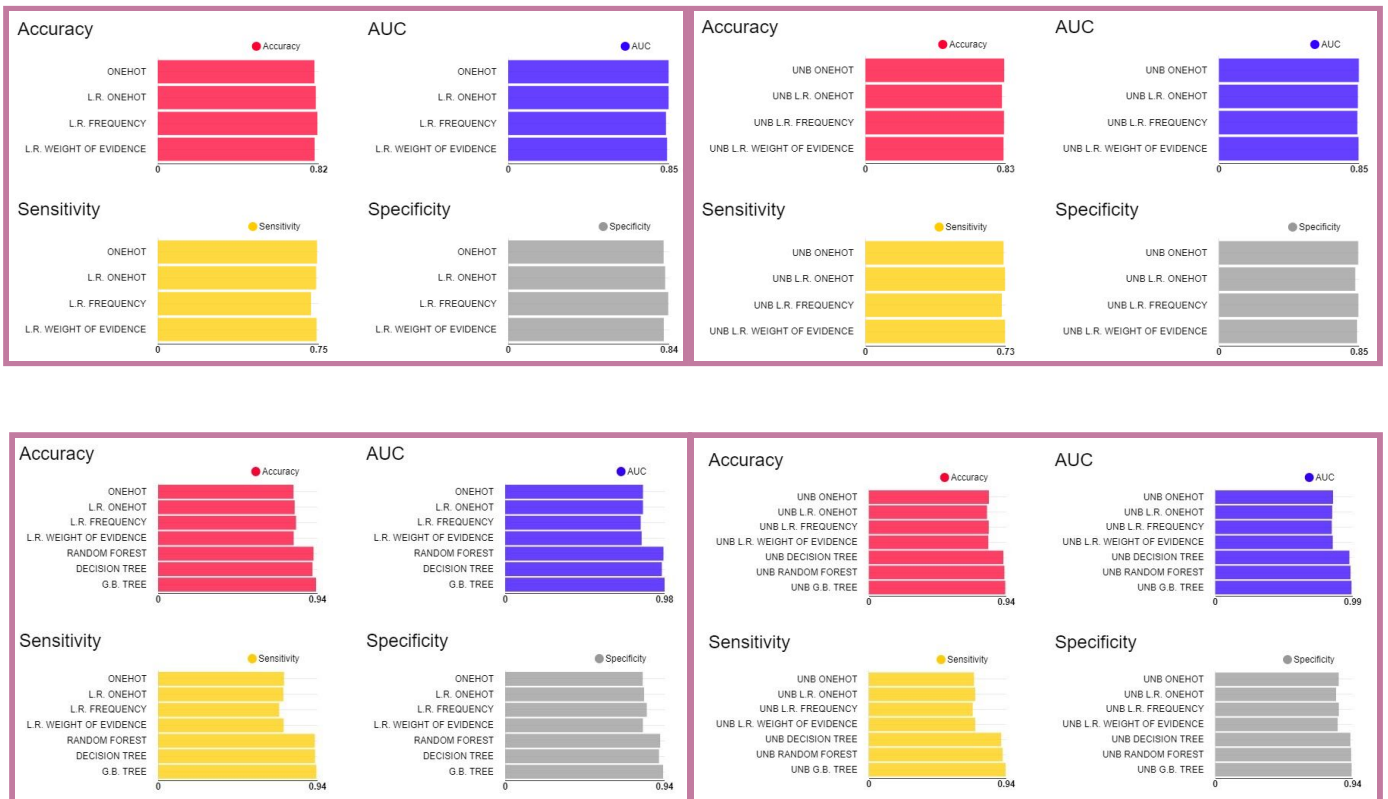 Accuracy
Accuracy
ONEHOT
L.R. ONEHOT
L.R. FREQUENCY
L.R. WEIGHT OF EVIDENCE
0 0.82
AUC
AUC
ONEHOT
L.R. ONEHOT
L.R. FREQUENCY
L.R. WEIGHT OF EVIDENCE
0 0.85
Sensitivity
Sensitivity
ONEHOT
L.R. ONEHOT
L.R. FREQUENCY
L.R. WEIGHT OF EVIDENCE
0 0.75
Specificity
Specificity
ONEHOT
L.R. ONEHOT
L.R. FREQUENCY
L.R. WEIGHT OF EVIDENCE
0 0.84
Accuracy
Accuracy
UNB ONEHOT
UNB L.R. ONEHOT
UNB L.R. FREQUENCY
UNB L.R. WEIGHT OF EVIDENCE
0 0.83
AUC
AUC
UNB ONEHOT
UNB L.R. ONEHOT
UNB L.R. FREQUENCY
UNB L.R. WEIGHT OF EVIDENCE
0 0.85
Sensitivity
Sensitivity
UNB ONEHOT
UNB L.R. ONEHOT
UNB L.R. FREQUENCY
UNB L.R. WEIGHT OF EVIDENCE
0 0.73
Specificity
Specificity
UNB ONEHOT
UNB L.R. ONEHOT
UNB L.R. FREQUENCY
UNB L.R. WEIGHT OF EVIDENCE
0 0.85
Accuracy
Accuracy
ONEHOT
L.R. ONEHOT
L.R. FREQUENCY
L.R. WEIGHT OF EVIDENCE
RANDOM FOREST
DECISION TREE
G.B. TREE
0 0.94
AUC
AUC
ONEHOT
L.R. ONEHOT
L.R. FREQUENCY
L.R. WEIGHT OF EVIDENCE
RANDOM FOREST
DECISION TREE
G.B. TREE
0 0.98
Sensitivity
Sensitivity
ONEHOT
L.R. ONEHOT
L.R. FREQUENCY
L.R. WEIGHT OF EVIDENCE
RANDOM FOREST
DECISION TREE
G.B. TREE
0 0.94
Specificity
Specificity
ONEHOT
L.R. ONEHOT
L.R. FREQUENCY
L.R. WEIGHT OF EVIDENCE
RANDOM FOREST
DECISION TREE
G.B. TREE
0 0.94
Accuracy
Accuracy
UNB ONEHOT
UNB L.R. ONEHOT
UNB L.R. FREQUENCY
UNB L.R. WEIGHT OF EVIDENCE
UNB DECISION TREE
UNB RANDOM FOREST
UNB G.B. TREE
0 0.94
AUC
AUC
UNB ONEHOT
UNB L.R. ONEHOT
UNB L.R. FREQUENCY
UNB L.R. WEIGHT OF EVIDENCE
UNB DECISION TREE
UNB RANDOM FOREST
UNB G.B. TREE
0 0.99
Sensitivity
Sensitivity
UNB ONEHOT
UNB L.R. ONEHOT
UNB L.R. FREQUENCY
UNB L.R. WEIGHT OF EVIDENCE
UNB DECISION TREE
UNB RANDOM FOREST
UNB G.B. TREE
0 0.94
Specificity
Specificity
UNB ONEHOT
UNB L.R. ONEHOT
UNB L.R. FREQUENCY
UNB L.R. WEIGHT OF EVIDENCE
UNB DECISION TREE
UNB RANDOM FOREST
UNB G.B. TREE
0 0.94